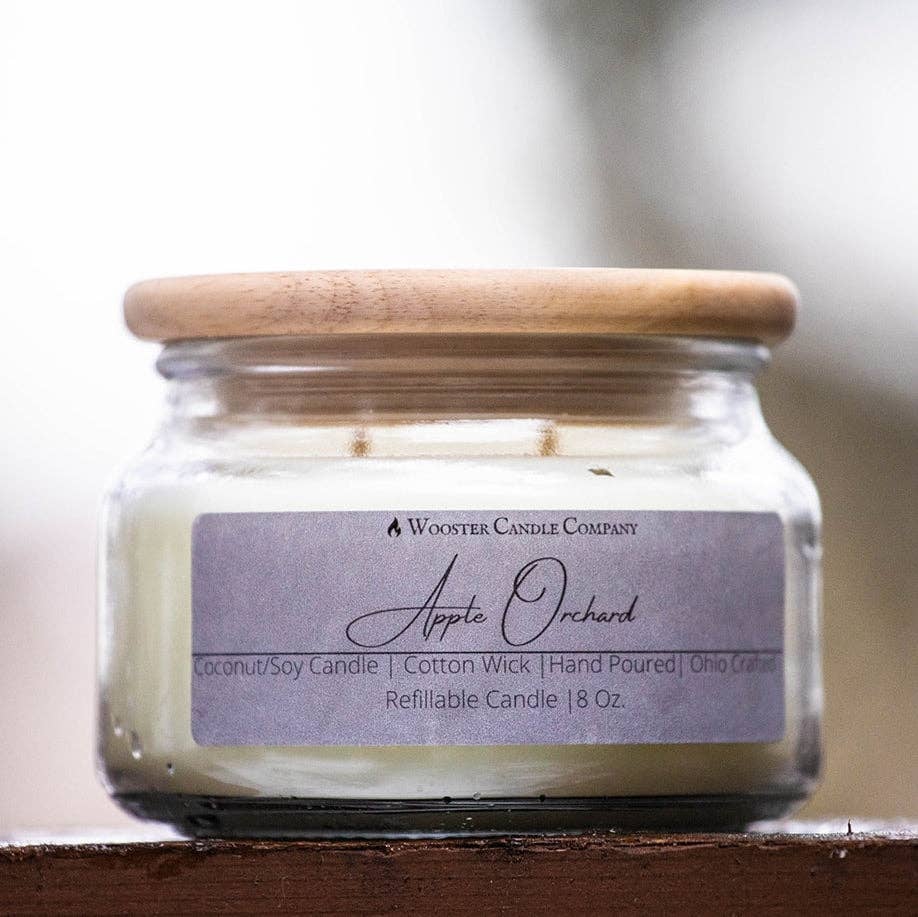 WOOSTER CANDLE COMPANY
Apple Orchard
Coconut/Soy Candle | Cotton Wick |Hand Poured| Ohio Crafted
Refillable Candle |8 Oz.